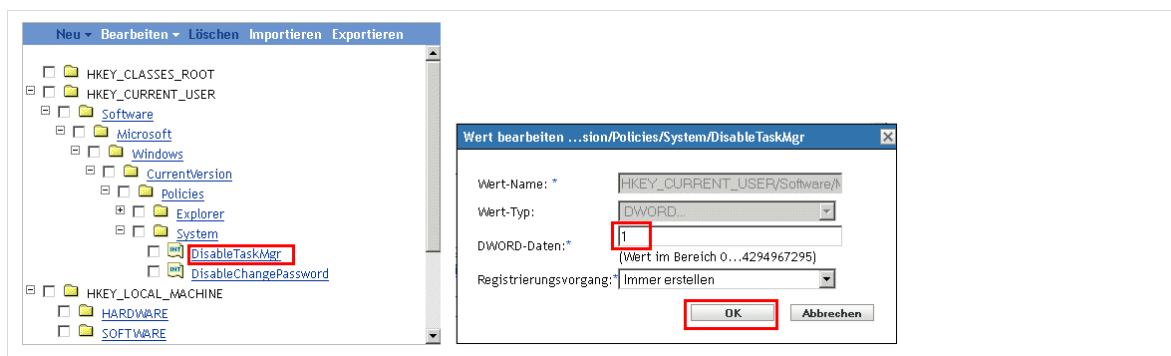 Neu Bearbeiten Löschen Importieren Exportieren
HKEY_CLASSES_ROOT
HKEY_CURRENT_USER
Software
Microsoft
Windows
CurrentVersion
Policies
Explorer
System
DisableTaskMgr
DisableChangePassword
HKEY_LOCAL_MACHINE
HARDWARE
SOFTWARE
Wert bearbeiten ...sion/Policies/System/DisableTaskMgr
Wert-Name: * HKEY_CURRENT_USER/Software/M
Wert-Typ: DWORD...
DWORD-Daten:* 1
(Wert im Bereich 0...4294967295)
Registrierungsvorgang:* Immer erstellen
OK Abbrechen